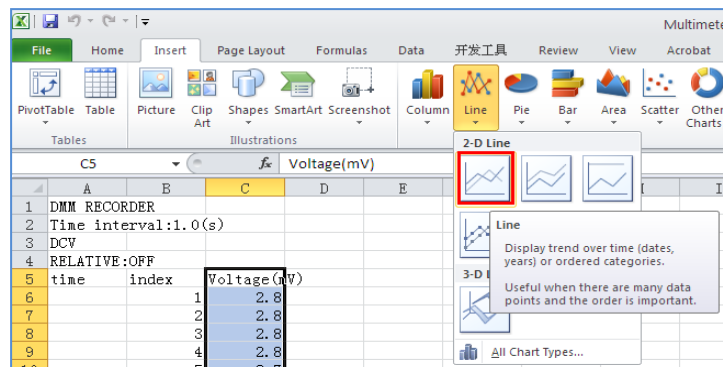 Multimete
File Home Insert Page Layout Formulas Data 开发工具 Review View Acrobat
PivotTable Table Picture Clip Art Shapes SmartArt Screenshot Column Line Pie Bar Area Scatter Other Charts
Tables Illustrations
C5 fx Voltage(mV)
2-D Line
A B C D E I
1 DMM RECORDER
2 Time interval:1.0(s)
3 DCV
4 RELATIVE:OFF
5 time index Voltage(mV)
6 1 2.8
7 2 2.8
8 3 2.8
9 4 2.8
Line
Display trend over time (dates,
years) or ordered categories.
Useful when there are many data
points and the order is important.
3-D L
All Chart Types...